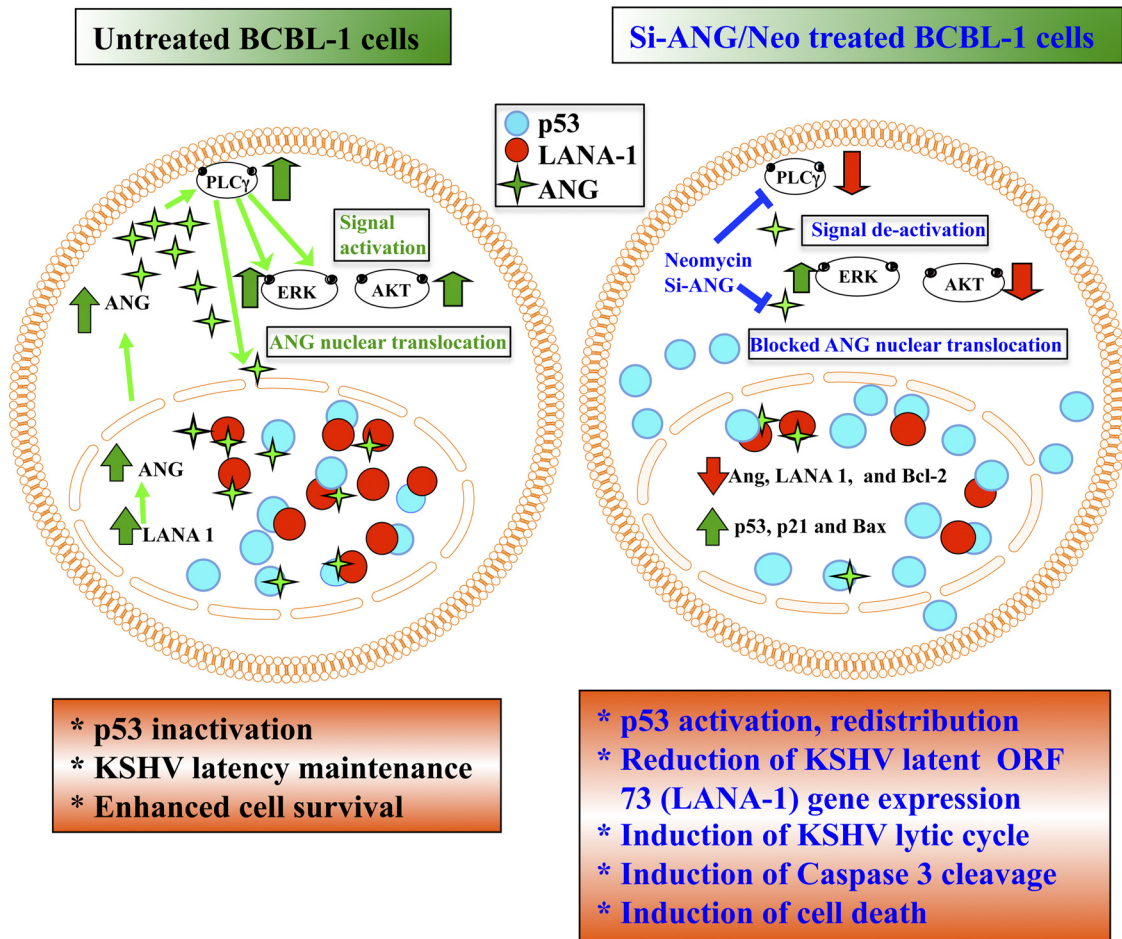 Untreated BCBL-1 cells
Si-ANG/Neo treated BCBL-1 cells
p53
LANA-1
ANG
PLCγ
Signal
activation
ERK
AKT
ANG
ANG nuclear translocation
ANG
LANA 1
* p53 inactivation
* KSHV latency maintenance
* Enhanced cell survival
PLCγ
Signal de-activation
Neomycin
Si-ANG
ERK
AKT
Blocked ANG nuclear translocation
Ang, LANA 1, and Bcl-2
p53, p21 and Bax
* p53 activation, redistribution
* Reduction of KSHV latent ORF
73 (LANA-1) gene expression
* Induction of KSHV lytic cycle
* Induction of Caspase 3 cleavage
* Induction of cell death